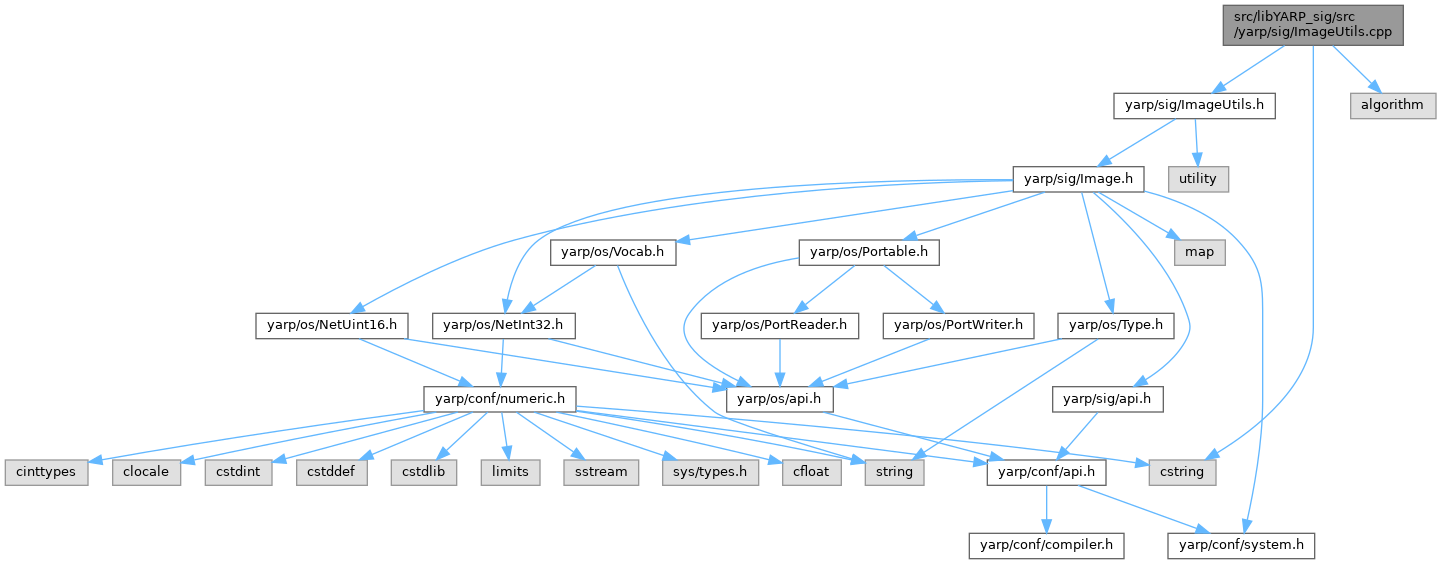 src/libYARP_sig/src
/yarp/sig/ImageUtils.cpp
yarp/sig/ImageUtils.h
algorithm
yarp/sig/Image.h
utility
yarp/os/Vocab.h
yarp/os/Portable.h
map
yarp/os/NetUint16.h
yarp/os/NetInt32.h
yarp/os/PortReader.h
yarp/os/PortWriter.h
yarp/os/Type.h
yarp/conf/numeric.h
yarp/os/api.h
yarp/sig/api.h
cinttypes
clocale
cstdint
cstddef
cstdlib
limits
sstream
sys/types.h
cfloat
string
yarp/conf/api.h
cstring
yarp/conf/compiler.h
yarp/conf/system.h